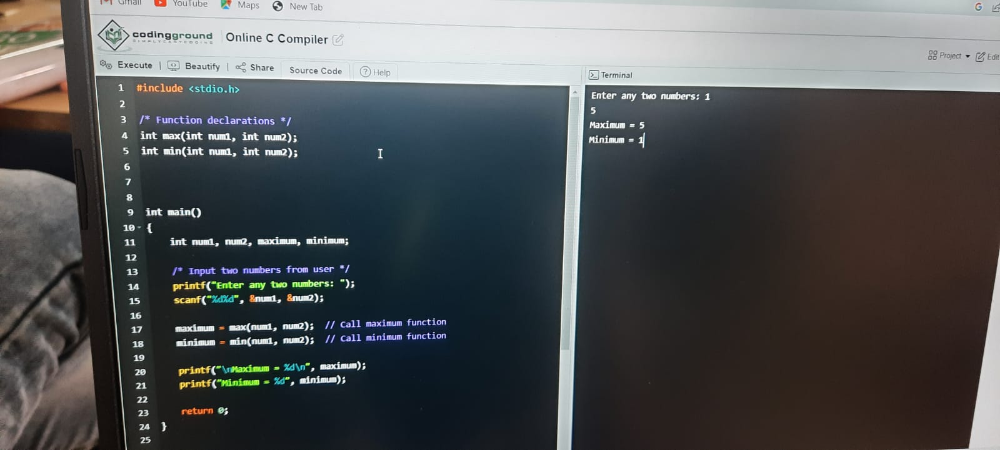 Gmail YouTube Maps New Tab
codingground Online C Compiler
SIMPLYEASYCODING
Project Edit
Execute | Beautify | Share Source Code Help
Terminal
1 #include <stdio.h>
2
3 /* Function declarations */
4 int max(int num1, int num2);
5 int min(int num1, int num2);
6
7
8
9 int main()
10 {
11 int num1, num2, maximum, minimum;
12
13 /* Input two numbers from user */
14 printf("Enter any two numbers: ");
15 scanf("%d%d", &num1, &num2);
16
17 maximum = max(num1, num2); // Call maximum function
18 minimum = min(num1, num2); // Call minimum function
19
20 printf("\nMaximum = %d\n", maximum);
21 printf("Minimum = %d", minimum);
22
23 return 0;
24 }
25
Enter any two numbers: 1
5
Maximum = 5
Minimum = 1